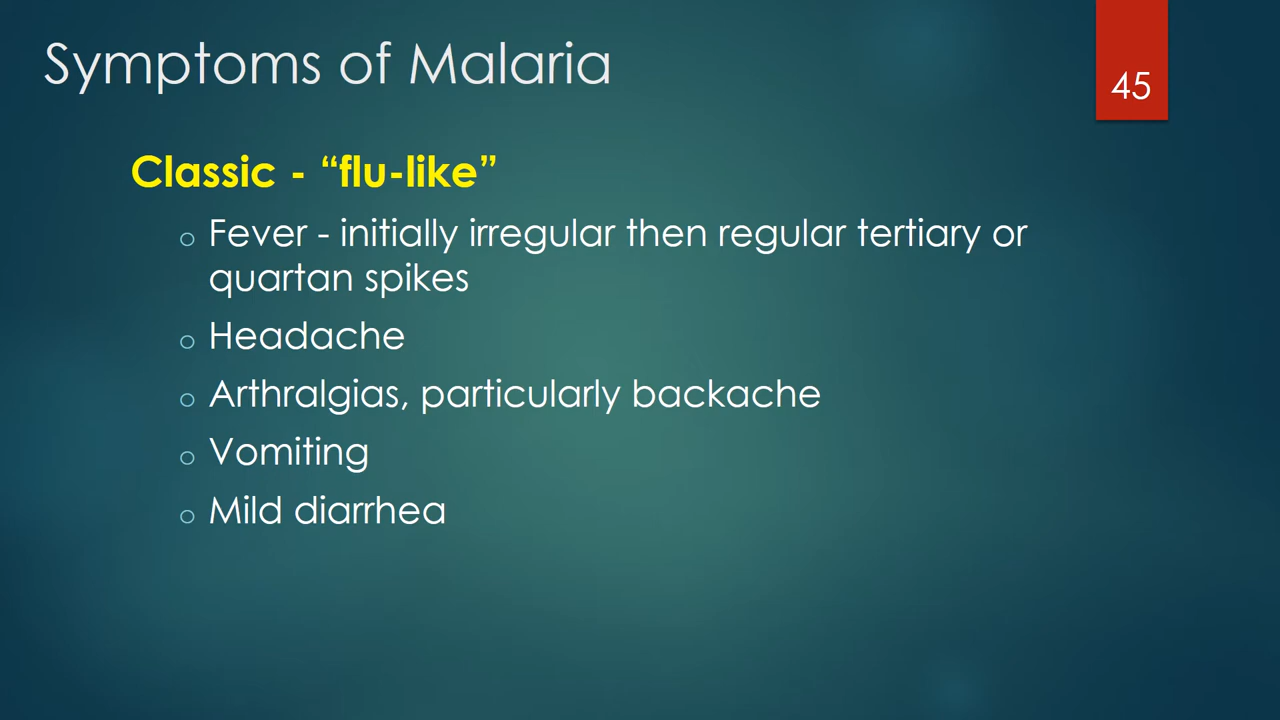 Symptoms of Malaria
45
Classic - “flu-like”
o Fever - initially irregular then regular tertiary or
quartan spikes
o Headache
o Arthralgias, particularly backache
o Vomiting
o Mild diarrhea